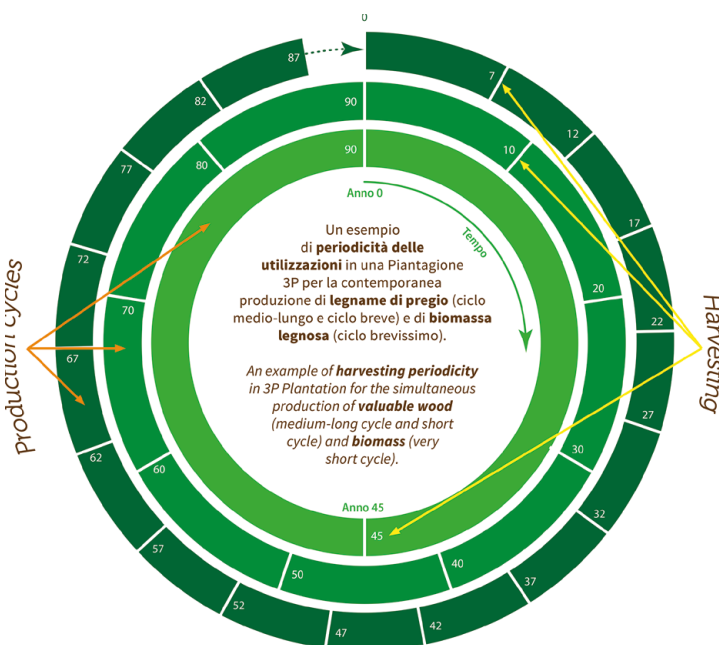 0
87
7
82
12
77
17
72
22
67
27
62
32
57
37
52
42
47
90
10
80
20
70
30
60
40
50
90
45
Anno 0
Tempo
Un esempio
di periodicità delle
utilizzazioni in una Piantagione
3P per la contemporanea
produzione di legname di pregio (ciclo
medio-lungo e ciclo breve) e di biomassa
legnosa (ciclo brevissimo).
An example of harvesting periodicity
in 3P Plantation for the simultaneous
production of valuable wood
(medium-long cycle and short
cycle) and biomass (very
short cycle).
Anno 45
Production cycles
Harvesting